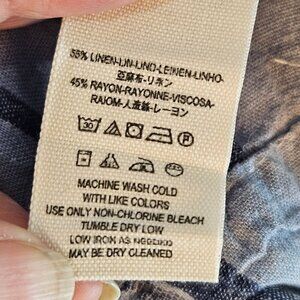 55% LINEN-LIN-LINO-LEINEN-LINHO-
亞麻布-リネン
45% RAYON-RAYONNE-VISCOSA-
RAIOM-人造絲-レーヨン
30 P
MACHINE WASH COLD
WITH LIKE COLORS
USE ONLY NON-CHLORINE BLEACH
TUMBLE DRY LOW
LOW IRON AS NEEDED
MAY BE DRY CLEANED